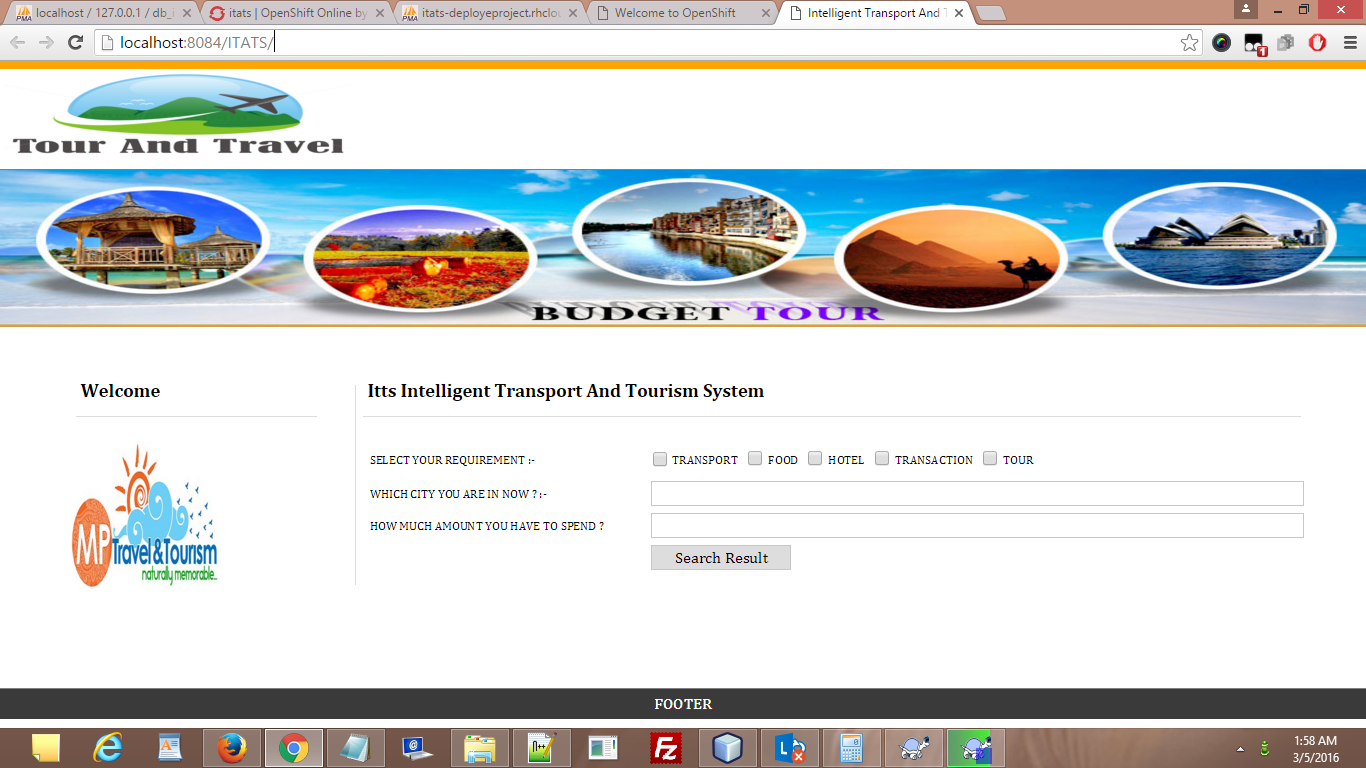 localhost / 127.0.0.1 / db_i
itats | OpenShift Online by
itats-deployeproject.rhclou
Welcome to OpenShift
Intelligent Transport And T
localhost:8084/ITATS/
1
Tour And Travel
BUDGET TOUR
Welcome
Itts Intelligent Transport And Tourism System
SELECT YOUR REQUIREMENT :-
TRANSPORT FOOD HOTEL TRANSACTION TOUR
WHICH CITY YOU ARE IN NOW ? :-
HOW MUCH AMOUNT YOU HAVE TO SPEND ?
Search Result
MP
Travel&Tourism
naturally memorable..
FOOTER
1:58 AM
3/5/2016